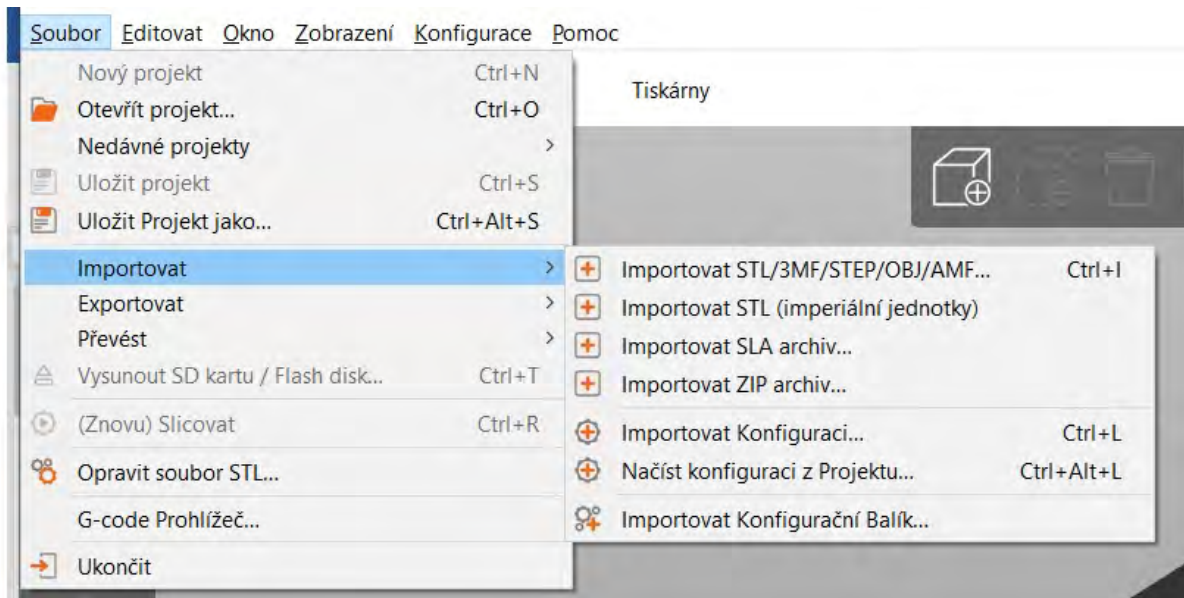 Soubor Editovat Okno Zobrazení Konfigurace Pomoc
Nový projekt Ctrl+N
Otevřít projekt... Ctrl+O
Nedávné projekty
Uložit projekt Ctrl+S
Uložit Projekt jako... Ctrl+Alt+S
Importovat
Exportovat
Převést
Vysunout SD kartu / Flash disk... Ctrl+T
(Znovu) Slicovat Ctrl+R
Opravit soubor STL...
G-code Prohlížeč...
Ukončit
Tiskárny
Importovat STL/3MF/STEP/OBJ/AMF... Ctrl+I
Importovat STL (imperiální jednotky)
Importovat SLA archiv...
Importovat ZIP archiv...
Importovat Konfiguraci... Ctrl+L
Načíst konfiguraci z Projektu... Ctrl+Alt+L
Importovat Konfigurační Balík...